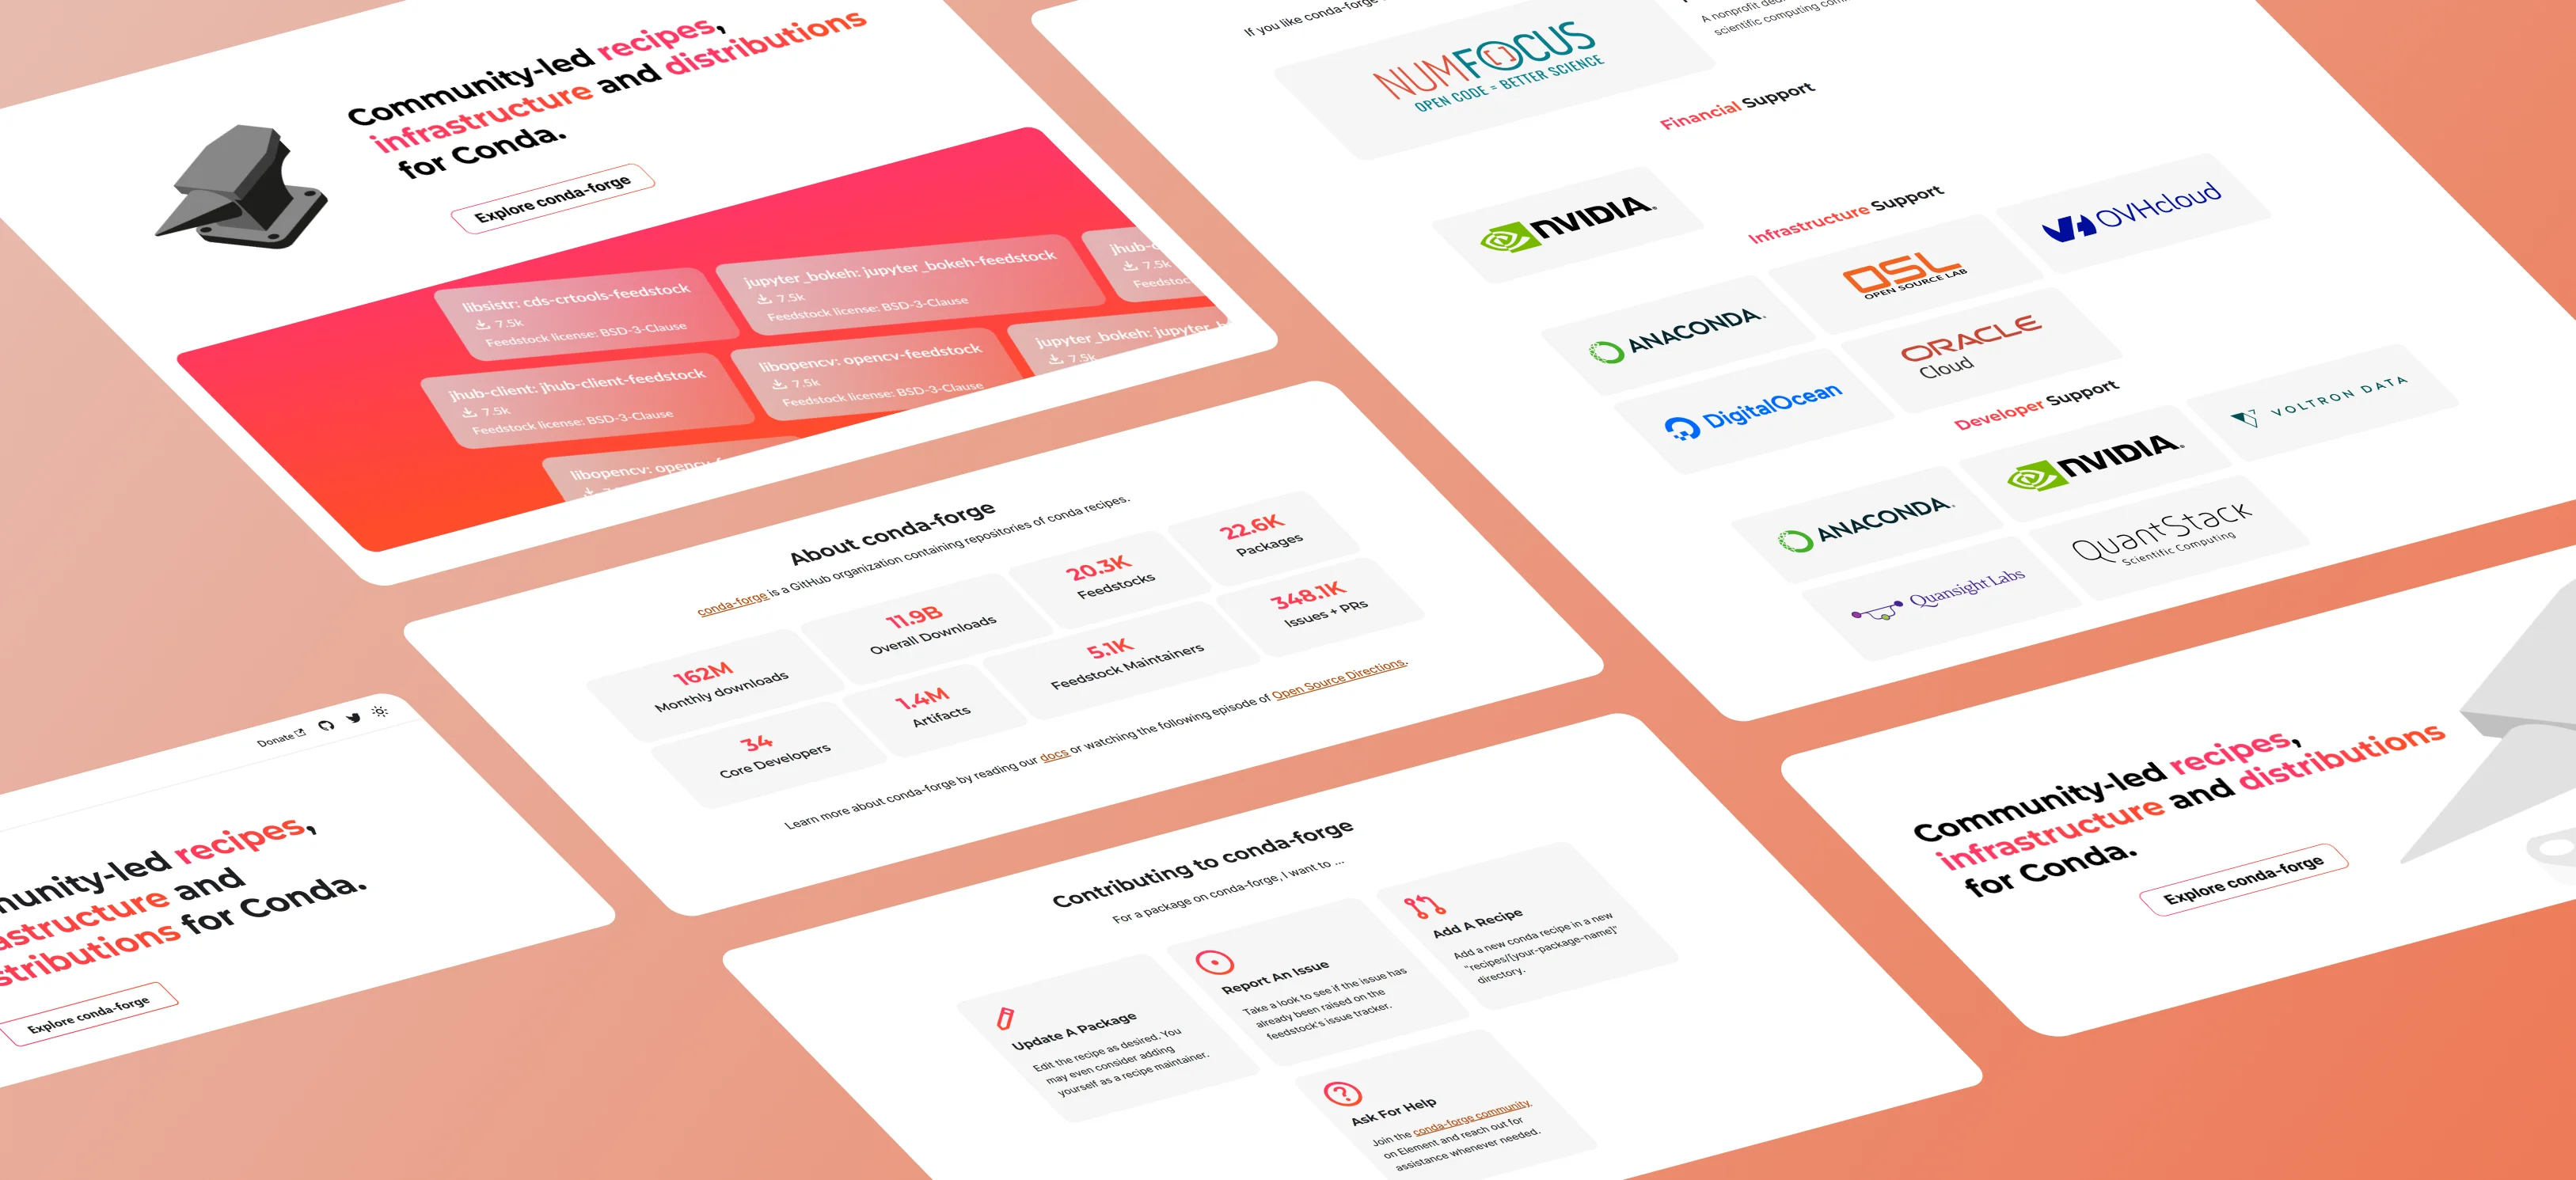 Community-led recipes,
infrastructure and distributions
for Conda.
Explore conda-forge
libsistr: cds-crtools-feedstock
7.5k
Feedstock license: BSD-3-Clause
jupyter_bokeh: jupyter_bokeh-feedstock
7.5k
Feedstock license: BSD-3-Clause
7.5k
jhub-client: jhub-client-feedstock
7.5k
Feedstock license: BSD-3-Clause
libopencv: opencv-feedstock
7.5k
Feedstock license: BSD-3-Clause
jupyter_bokeh:
7.5k
libopencv:
If you like conda-forge
NUMFOCUS
OPEN CODE = BETTER SCIENCE
A nonprofit
scientific computing
Financial Support
NVIDIA.
Infrastructure Support
ANACONDA.
OSL
OPEN SOURCE LAB
OVHcloud
DigitalOcean
ORACLE
Cloud
Developer Support
ANACONDA.
NVIDIA.
VOLTRON DATA
Quansight Labs
QuantStack
Scientific Computing
About conda-forge
conda-forge is a GitHub organization containing repositories of conda recipes.
162M
Monthly downloads
11.9B
Overall Downloads
20.3K
Feedstocks
22.6K
Packages
34
Core Developers
1.4M
Artifacts
5.1K
Feedstock Maintainers
348.1K
Issues + PRs
Learn more about conda-forge by reading our docs or watching the following episode of Open Source Directions.
Donate
munity-led recipes,
astructure and
stributions for Conda.
Explore conda-forge
Contributing to conda-forge
For a package on conda-forge, I want to ...
Update A Package
Edit the recipe as desired. You
may even consider adding
yourself as a recipe maintainer.
Report An Issue
Take a look to see if the issue has
already been raised on the
feedstock's issue tracker.
Add A Recipe
Add a new conda recipe in a new
"recipes/[your-package-name]"
directory.
Ask For Help
Join the conda-forge community
on Element and reach out for
assistance whenever needed.
Community-led recipes,
infrastructure and distributions
for Conda.
Explore conda-forge